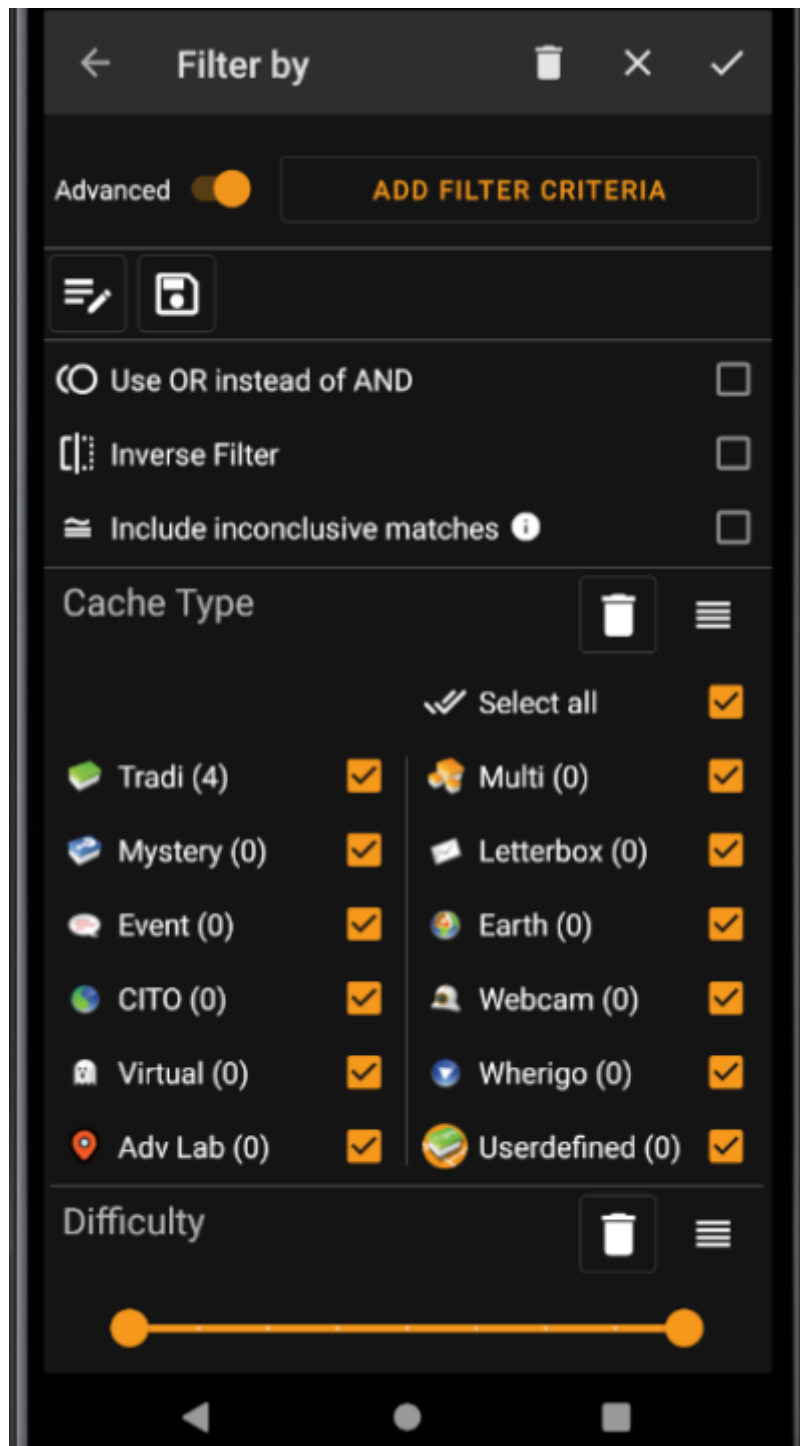 Filter by
Advanced
ADD FILTER CRITERIA
Use OR instead of AND
Inverse Filter
Include inconclusive matches
Cache Type
Select all
Tradi (4)
Multi (0)
Mystery (0)
Letterbox (0)
Event (0)
Earth (0)
CITO (0)
Webcam (0)
Virtual (0)
Wherigo (0)
Adv Lab (0)
Userdefined (0)
Difficulty